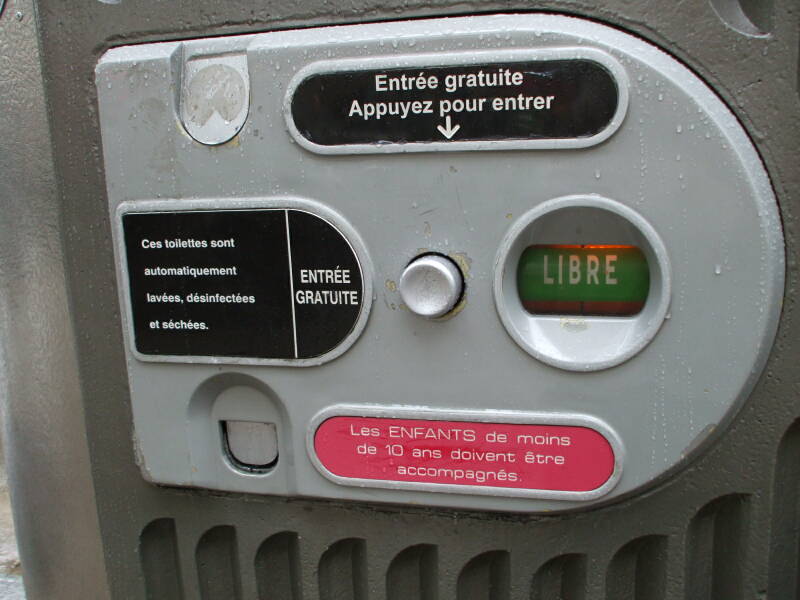 Entrée gratuite
Appuyez pour entrer
Ces toilettes sont
automatiquement
lavées, désinfectées
et séchées.
ENTRÉE
GRATUITE
LIBRE
Les ENFANTS de moins
de 10 ans doivent être
accompagnés.